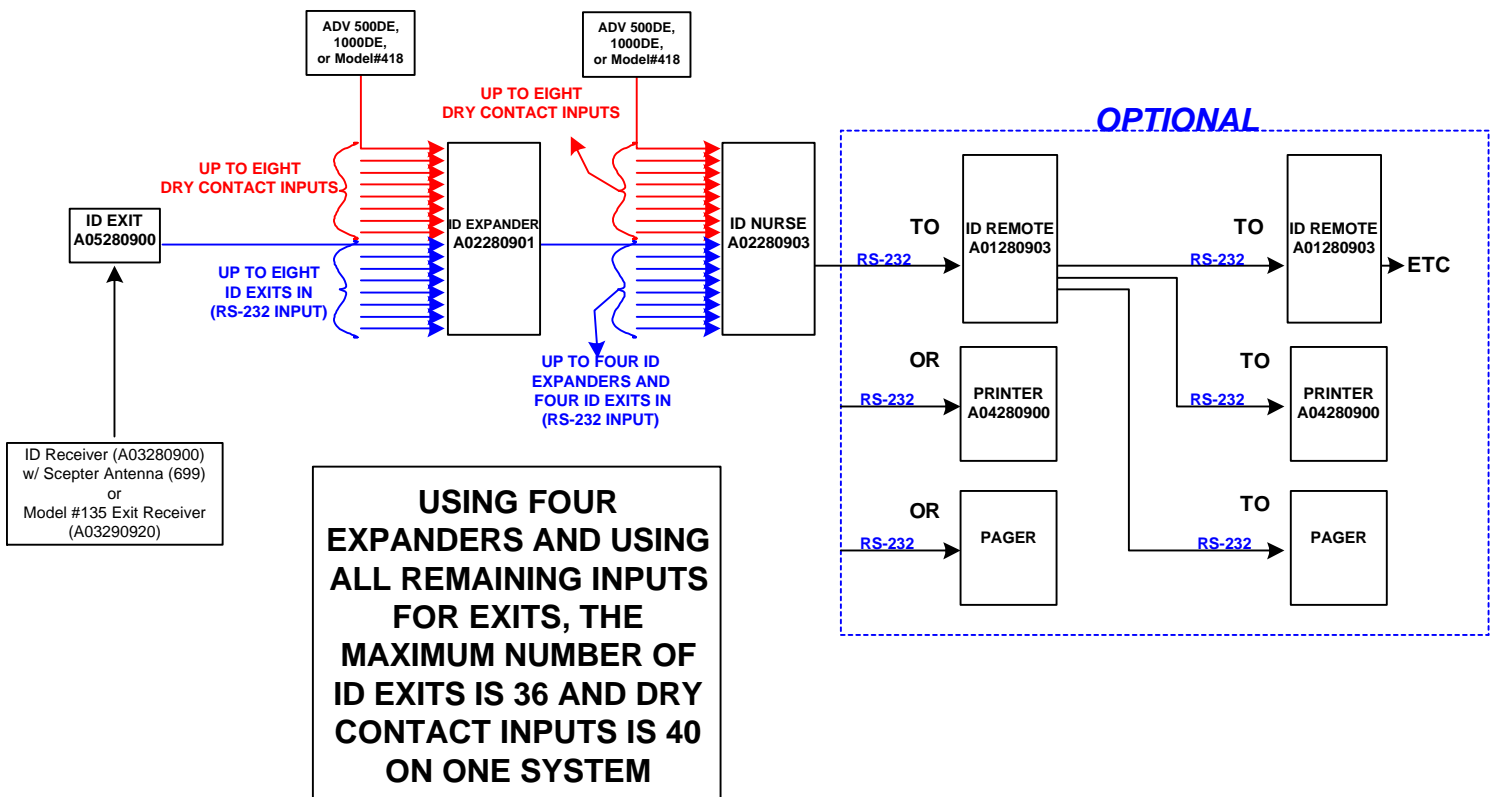 ADV 500DE,
1000DE,
or Model#418
ADV 500DE,
1000DE,
or Model#418
UP TO EIGHT
DRY CONTACT INPUTS
OPTIONAL
UP TO EIGHT
DRY CONTACT INPUTS
ID EXIT
A05280900
ID EXPANDER
A02280901
ID NURSE
A02280903
TO
ID REMOTE
A01280903
TO
ID REMOTE
A01280903
RS-232
RS-232
ETC
UP TO EIGHT
ID EXITS IN
(RS-232 INPUT)
UP TO FOUR ID
EXPANDERS AND
FOUR ID EXITS IN
(RS-232 INPUT)
OR
PRINTER
A04280900
TO
PRINTER
A04280900
RS-232
RS-232
ID Receiver (A03280900)
w/ Scepter Antenna (699)
or
Model #135 Exit Receiver
(A03290920)
OR
PAGER
TO
PAGER
RS-232
RS-232
USING FOUR
EXPANDERS AND USING
ALL REMAINING INPUTS
FOR EXITS, THE
MAXIMUM NUMBER OF
ID EXITS IS 36 AND DRY
CONTACT INPUTS IS 40
ON ONE SYSTEM